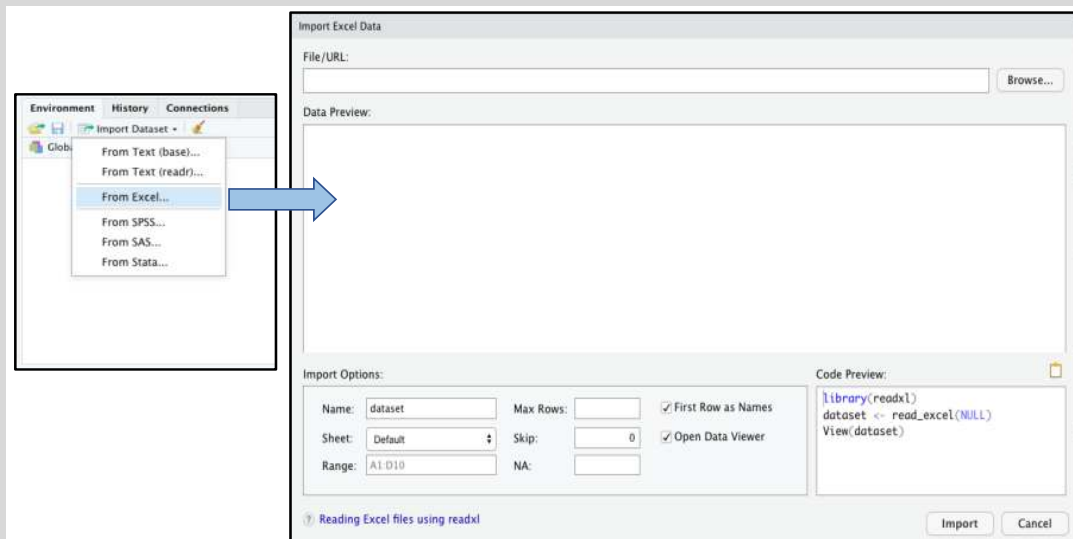 Environment History Connections
Import Dataset
Glob
From Text (base)...
From Text (readr)...
From Excel...
From SPSS...
From SAS...
From Stata...
Import Excel Data
File/URL:
Browse...
Data Preview:
Import Options:
Name: dataset
Max Rows:
First Row as Names
Sheet: Default
Skip: 0
Open Data Viewer
Range: A1:D10
NA:
Code Preview:
library(readxl)
dataset <- read_excel(NULL)
View(dataset)
? Reading Excel files using readxl
Import Cancel